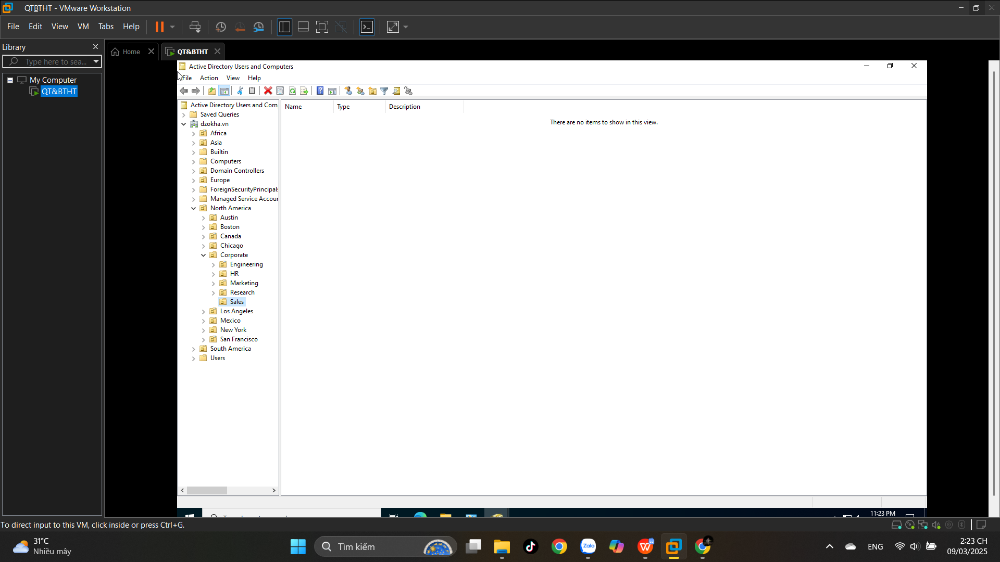 QTBTHT - VMware Workstation
File Edit View VM Tabs Help
Library
Type here to sea...
My Computer
QT&BTHT
Home
QT&BTHT
Active Directory Users and Computers
File Action View Help
Active Directory Users and Com
Saved Queries
dzokha.vn
Africa
Asia
Builtin
Computers
Domain Controllers
Europe
ForeignSecurityPrincipals
Managed Service Accour
North America
Austin
Boston
Canada
Chicago
Corporate
Engineering
HR
Marketing
Research
Sales
Los Angeles
Mexico
New York
San Francisco
South America
Users
Name Type Description
There are no items to show in this view.
11:23 PM
To direct input to this VM, click inside or press Ctrl+G.
31°C
Nhiều mây
Tìm kiếm
Zalo
ENG
2:23 CH
09/03/2025